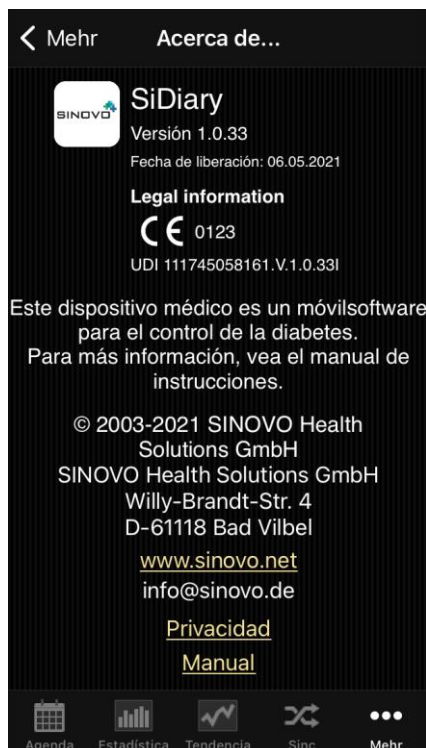 Mehr
Acerca de...
SINOVO
SiDiary
Versión 1.0.33
Fecha de liberación: 06.05.2021
Legal information
CE 0123
UDI 111745058161.V.1.0.33I
Este dispositivo médico es un móvilsoftware
para el control de la diabetes.
Para más información, vea el manual de
instrucciones.
© 2003-2021 SINOVO Health
Solutions GmbH
SINOVO Health Solutions GmbH
Willy-Brandt-Str. 4
D-61118 Bad Vilbel
www.sinovo.net
info@sinovo.de
Privacidad
Manual
Agenda Estadística Tendencia Sinc. Mehr